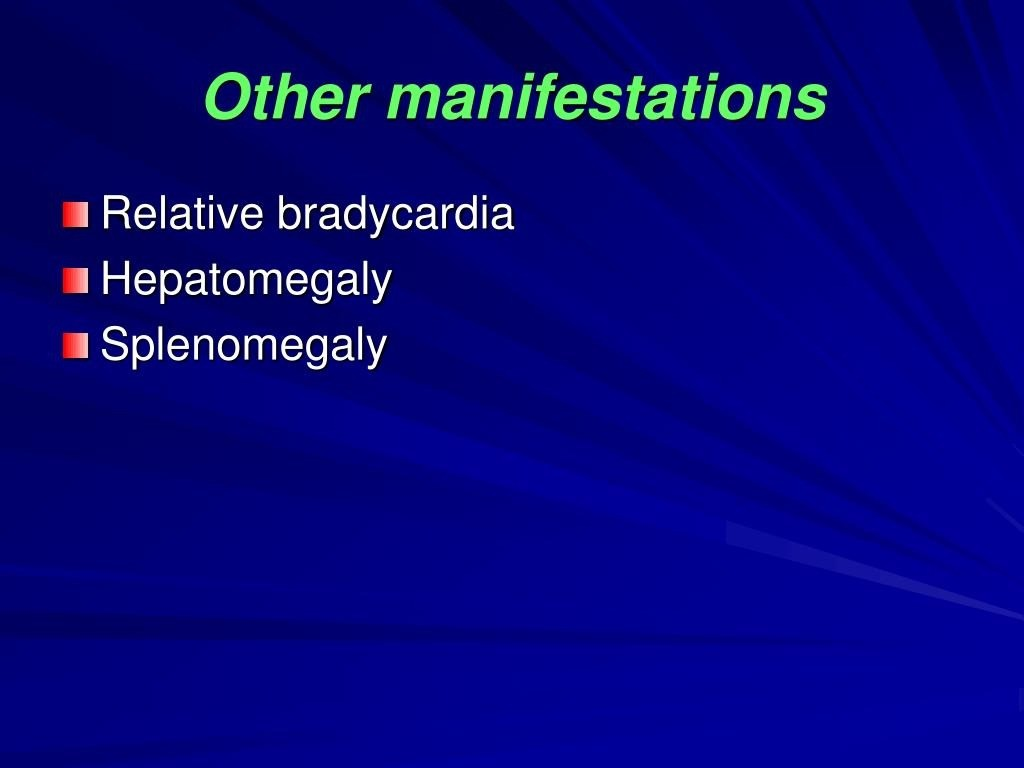 Other manifestations
Relative bradycardia
Hepatomegaly
Splenomegaly